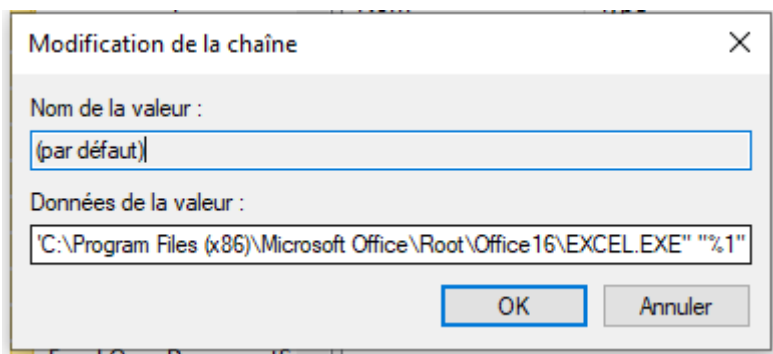 Modification de la chaîne
Nom de la valeur :
(par défaut)
Données de la valeur :
'C:\Program Files (x86)\Microsoft Office\Root\Office16\EXCEL.EXE" "%1"
OK Annuler